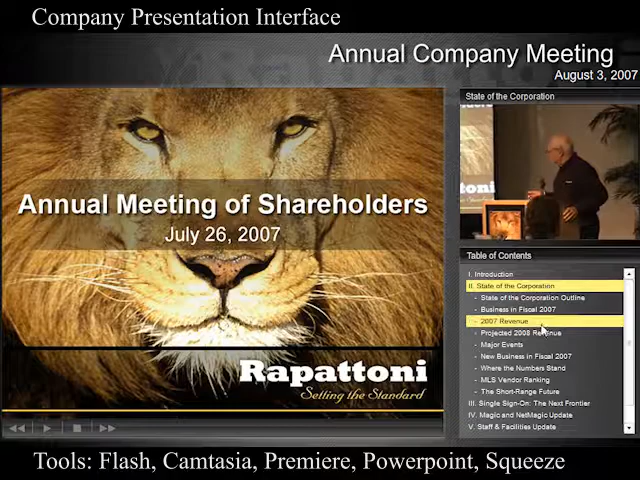 Company Presentation Interface
Annual Company Meeting
August 3, 2007
State of the Corporation
Annual Meeting of Shareholders
July 26, 2007
Rapattoni
Setting the Standard
Table of Contents
I. Introduction
II. State of the Corporation
- State of the Corporation Outline
- Business in Fiscal 2007
- 2007 Revenue
- Projected 2008 Revenue
- Major Events
- New Business in Fiscal 2007
- Where the Numbers Stand
- MLS Vendor Ranking
- The Short-Range Future
III. Single Sign-On: The Next Frontier
IV. Magic and NetMagic Update
V. Staff & Facilities Update
Tools: Flash, Camtasia, Premiere, Powerpoint, Squeeze